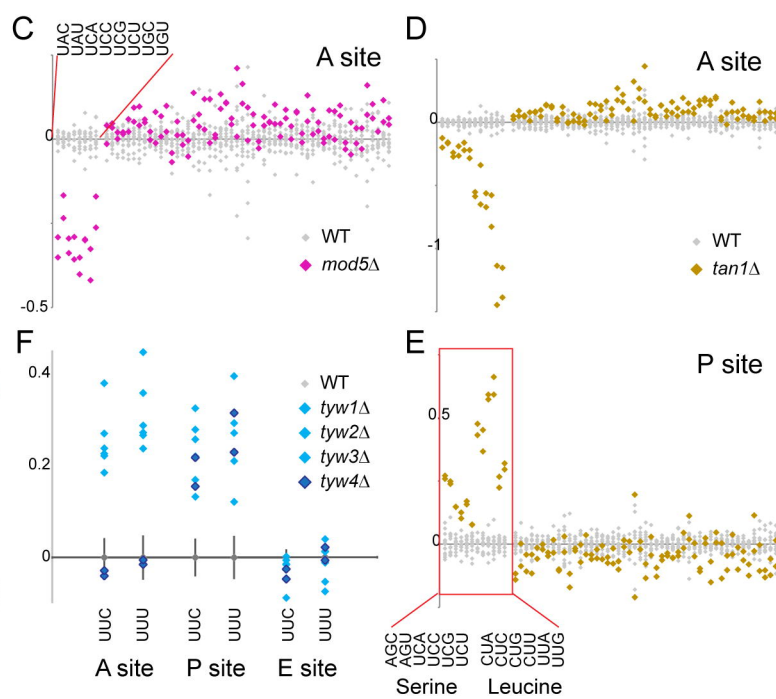 C
UAC
UAU
UCA
UCC
UCG
UCU
UGC
UGU
A site
0
-0.5
WT
mod5Δ
D
A site
0
-1
WT
tan1Δ
F
0.4
0.2
0
WT
tyw1Δ
tyw2Δ
tyw3Δ
tyw4Δ
UUC
UUU
UUC
UUU
UUC
UUU
A site P site E site
E
P site
0.5
0
AGC
AGU
UCA
UCC
UCG
UCU
CUA
CUC
CUG
CUU
UUA
UUG
Serine Leucine